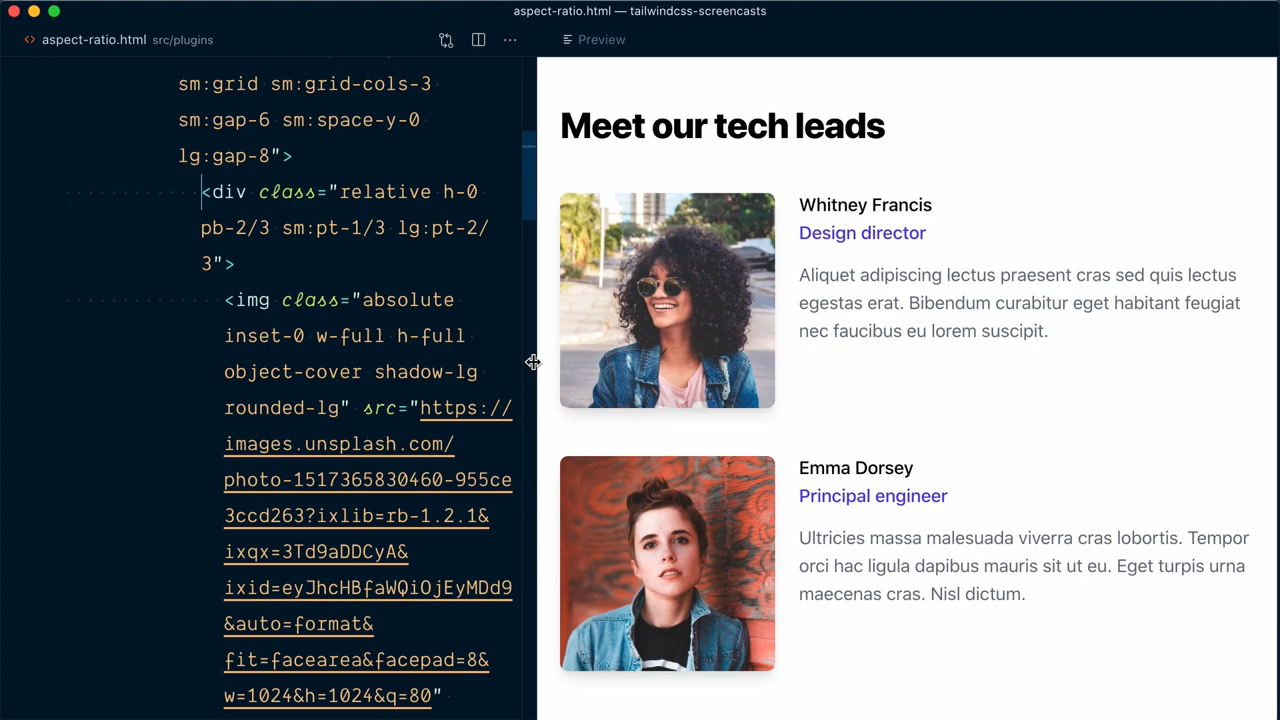 aspect-ratio.html — tailwindcss-screencasts
<> aspect-ratio.html src/plugins
Preview
sm:grid sm:grid-cols-3
sm:gap-6 sm:space-y-0
lg:gap-8">
<div class="relative h-0
pb-2/3 sm:pt-1/3 lg:pt-2/
3">
<img class="absolute
inset-0 w-full h-full
object-cover shadow-lg
rounded-lg" src="https://
images.unsplash.com/
photo-1517365830460-955ce
3ccd263?ixlib=rb-1.2.1&
ixqx=3Td9aDDCyA&
ixid=eyJhcHBfaWQiOjEyMDd9
&auto=format&
fit=facearea&facepad=8&
w=1024&h=1024&q=80"
Meet our tech leads
Whitney Francis
Design director
Aliquet adipiscing lectus praesent cras sed quis lectus
egestas erat. Bibendum curabitur eget habitant feugiat
nec faucibus eu lorem suscipit.
Emma Dorsey
Principal engineer
Ultricies massa malesuada viverra cras lobortis. Tempor
orci hac ligula dapibus mauris sit ut eu. Eget turpis urna
maecenas cras. Nisl dictum.